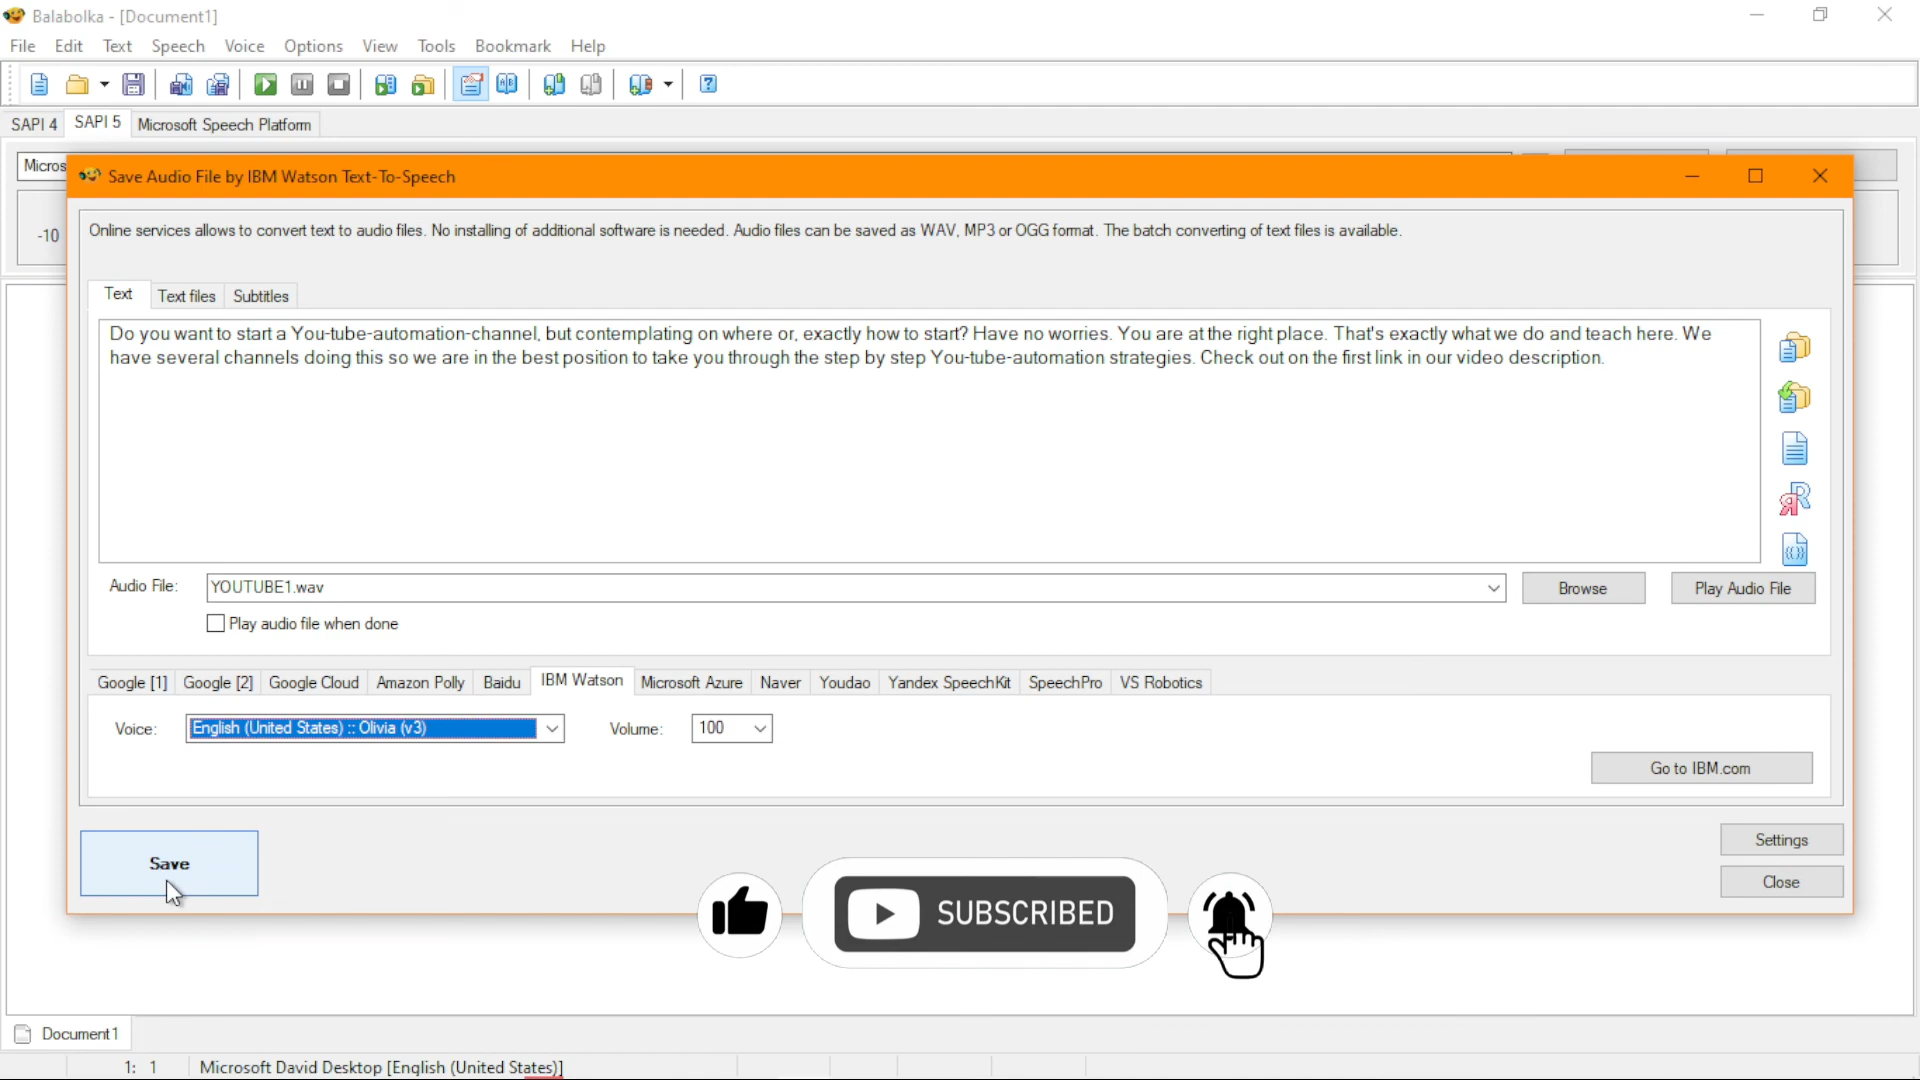 Balabolka - [Document1]
File Edit Text Speech Voice Options View Tools Bookmark Help
SAPI 4 SAPI 5 Microsoft Speech Platform
Micros
Save Audio File by IBM Watson Text-To-Speech
-10
Online services allows to convert text to audio files. No installing of additional software is needed. Audio files can be saved as WAV, MP3 or OGG format. The batch converting of text files is available.
Text Text files Subtitles
Do you want to start a You-tube-automation-channel, but contemplating on where or, exactly how to start? Have no worries. You are at the right place. That's exactly what we do and teach here. We
have several channels doing this so we are in the best position to take you through the step by step You-tube-automation strategies. Check out on the first link in our video description.
Audio File: YOUTUBE1.wav Browse Play Audio File
Play audio file when done
Google [1] Google [2] Google Cloud Amazon Polly Baidu IBM Watson Microsoft Azure Naver Youdao Yandex SpeechKit SpeechPro VS Robotics
Voice: English (United States) :: Olivia (v3) Volume: 100
Go to IBM.com
Settings
Save
Close
SUBSCRIBED
Document1
1: 1 Microsoft David Desktop [English (United States)]